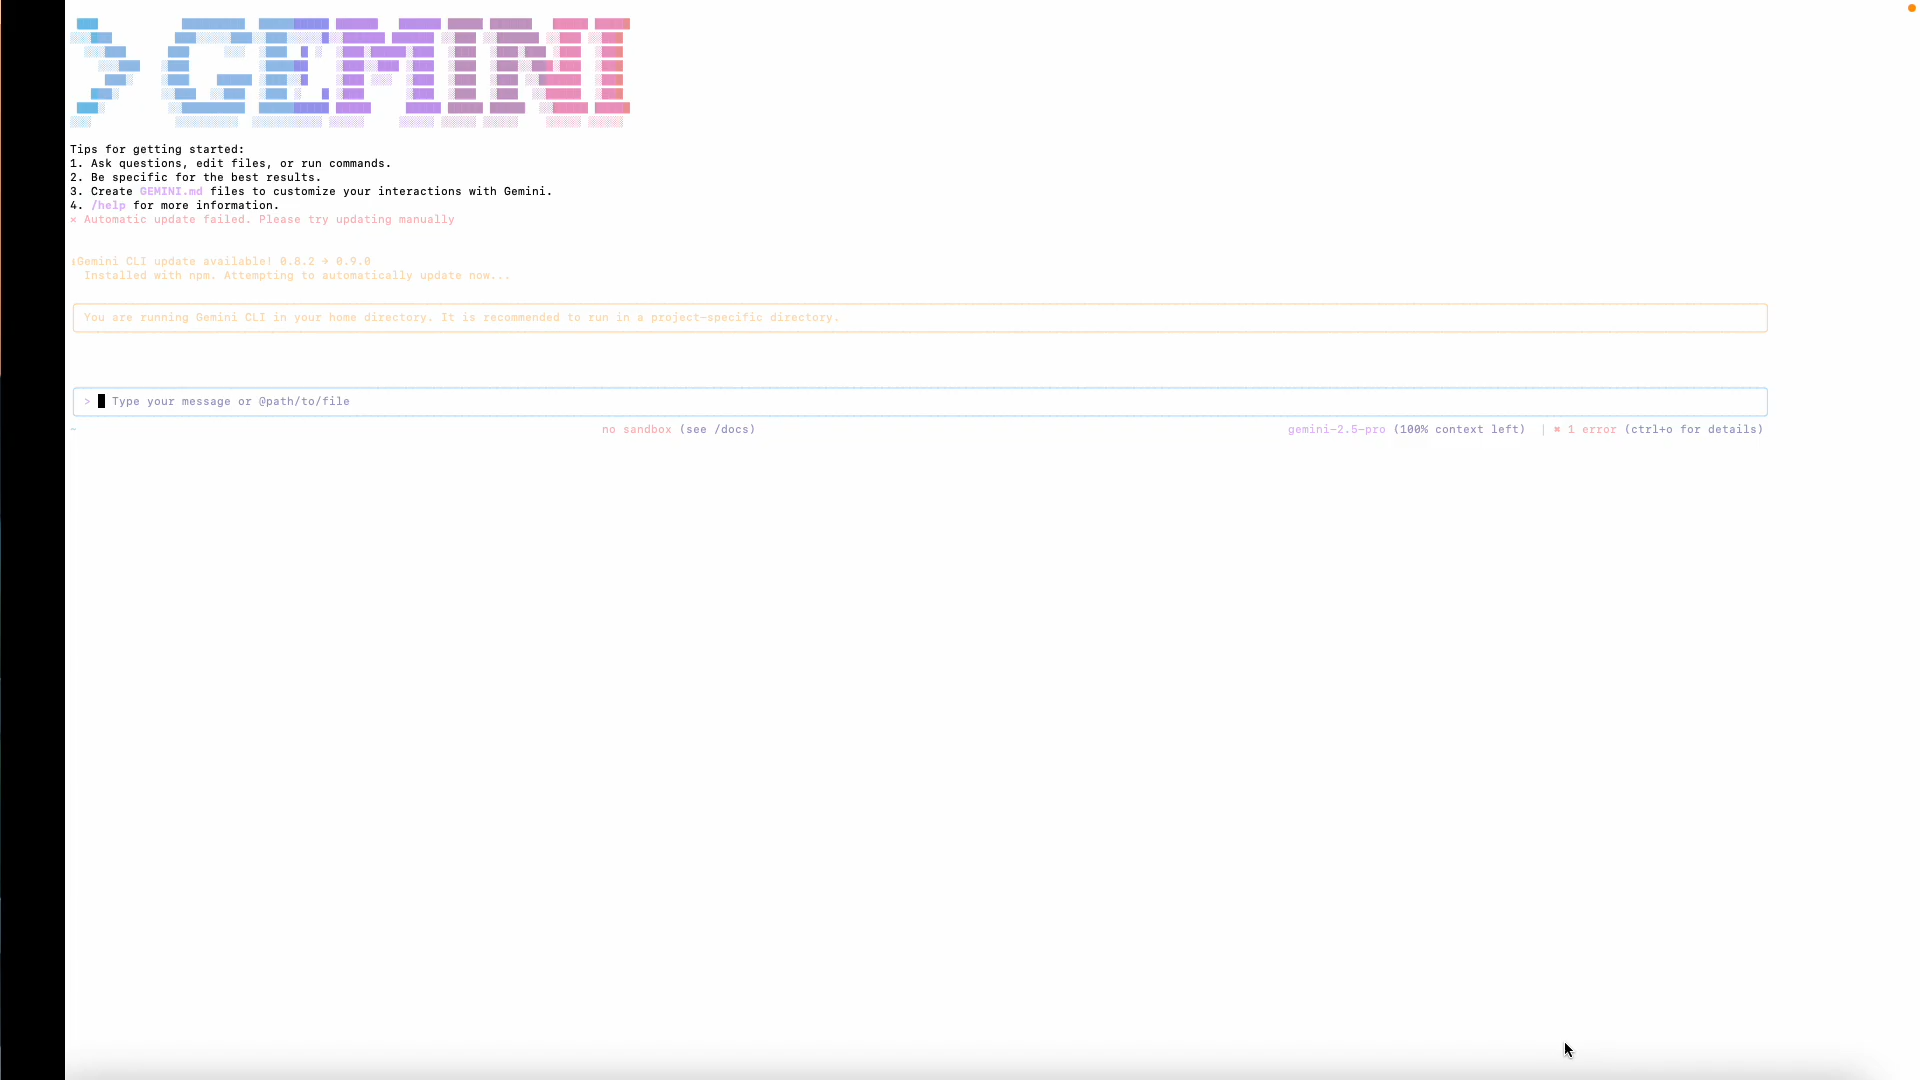 > GEMINI
Tips for getting started:
1. Ask questions, edit files, or run commands.
2. Be specific for the best results.
3. Create GEMINI.md files to customize your interactions with Gemini.
4. /help for more information.
× Automatic update failed. Please try updating manually
Gemini CLI update available! 0.8.2 → 0.9.0
Installed with npm. Attempting to automatically update now...
You are running Gemini CLI in your home directory. It is recommended to run in a project-specific directory.
> Type your message or @path/to/file
~ no sandbox (see /docs) gemini-2.5-pro (100% context left) | ✖ 1 error (ctrl+o for details)